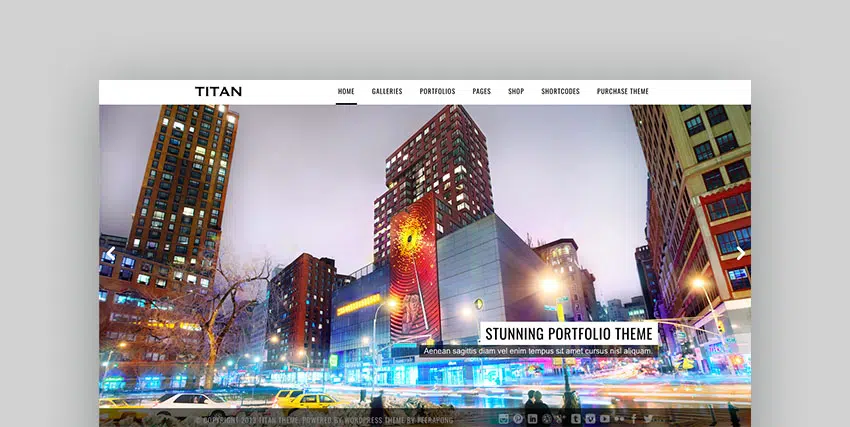 TITAN
HOME GALLERIES PORTFOLIOS PAGES SHOP SHORTCODES PURCHASE THEME
STUNNING PORTFOLIO THEME
Aenean sagittis diam vel enim tempus sit amet cursus nisl aliquam.
© COPYRIGHT 2013 TITAN THEME. POWERED BY WORDPRESS THEME BY PEERAPONG